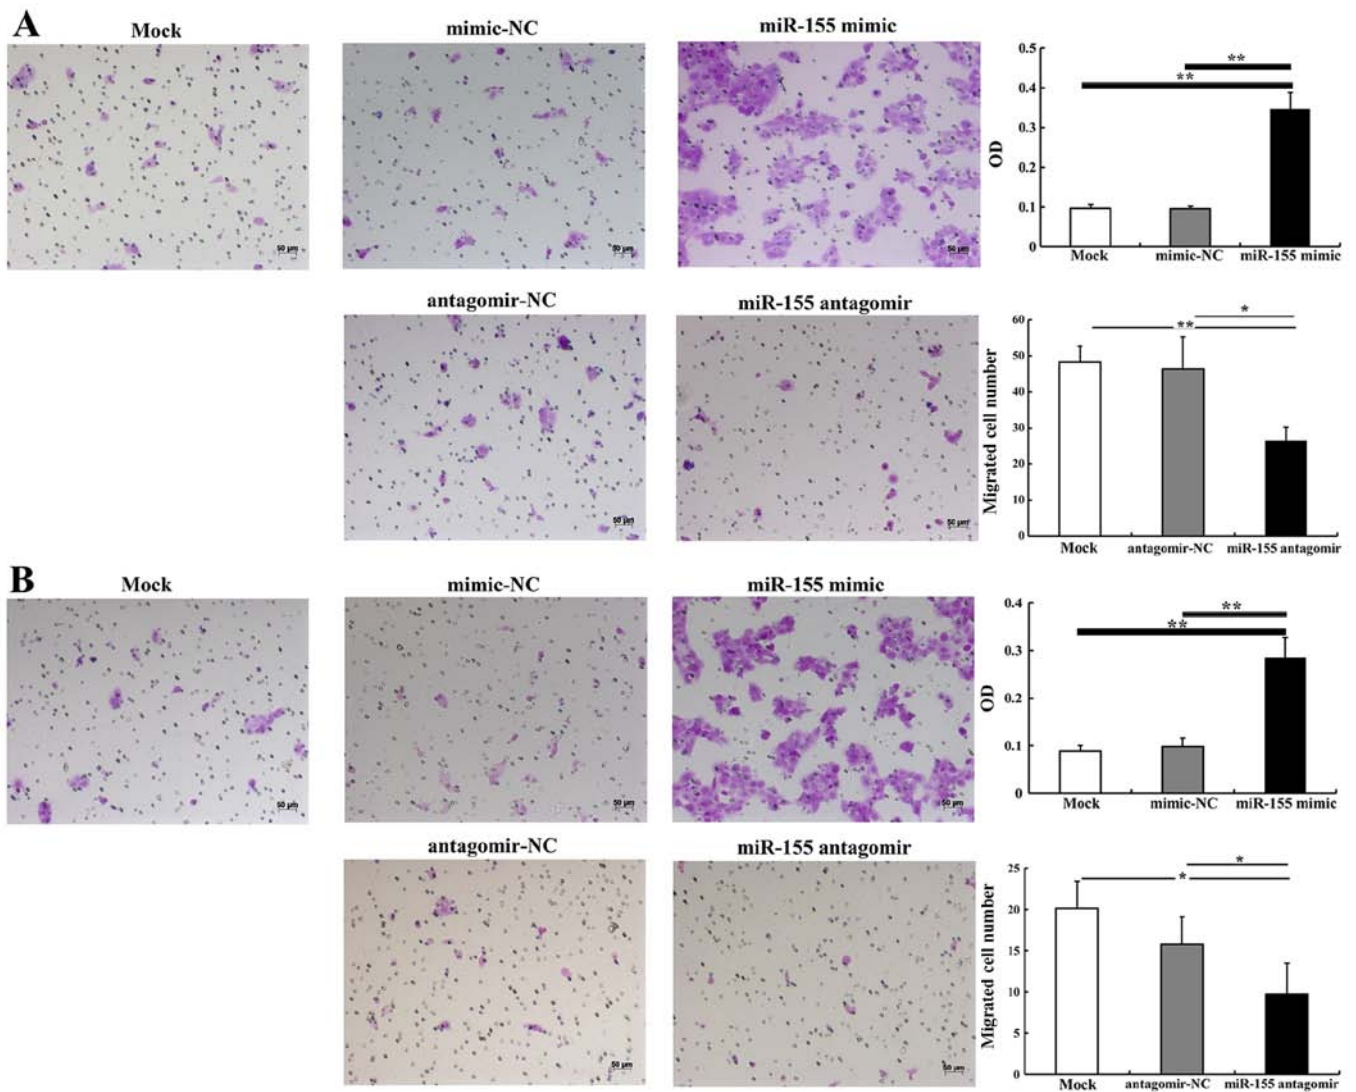 A
Mock
mimic-NC
miR-155 mimic
50 µm
50 µm
50 µm
OD
0.5
0.4
0.3
0.2
0.1
0
**
**
Mock
mimic-NC
miR-155 mimic
antagomir-NC
miR-155 antagomir
50 µm
50 µm
Migrated cell number
60
50
40
30
20
10
0
*
**
Mock
antagomir-NC
miR-155 antagomir
B
Mock
mimic-NC
miR-155 mimic
50 µm
50 µm
50 µm
OD
0.4
0.3
0.2
0.1
0
**
**
Mock
mimic-NC
miR-155 mimic
antagomir-NC
miR-155 antagomir
50 µm
50 µm
Migrated cell number
25
20
15
10
5
0
*
*
Mock
antagomir-NC
miR-155 antagomir